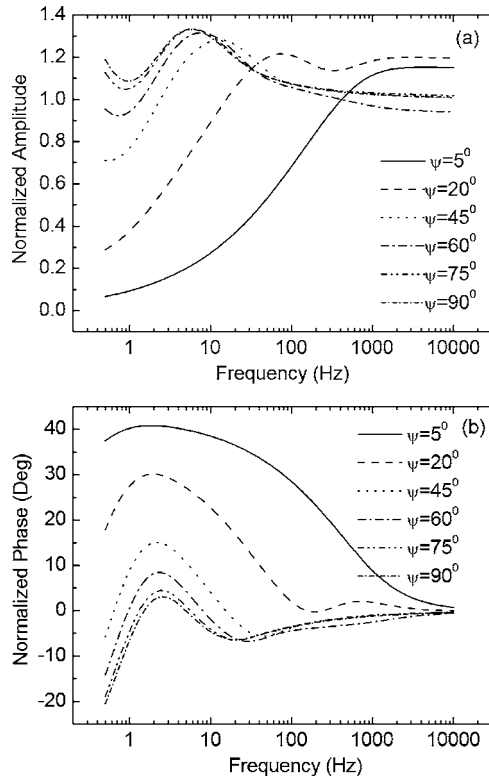 (a)
1.4
1.2
1.0
0.8
0.6
0.4
0.2
0.0
Normalized Amplitude
ψ=5⁰
ψ=20⁰
ψ=45⁰
ψ=60⁰
ψ=75⁰
ψ=90⁰
1 10 100 1000 10000
Frequency (Hz)
(b)
40
30
20
10
0
-10
-20
Normalized Phase (Deg)
ψ=5⁰
ψ=20⁰
ψ=45⁰
ψ=60⁰
ψ=75⁰
ψ=90⁰
1 10 100 1000 10000
Frequency (Hz)